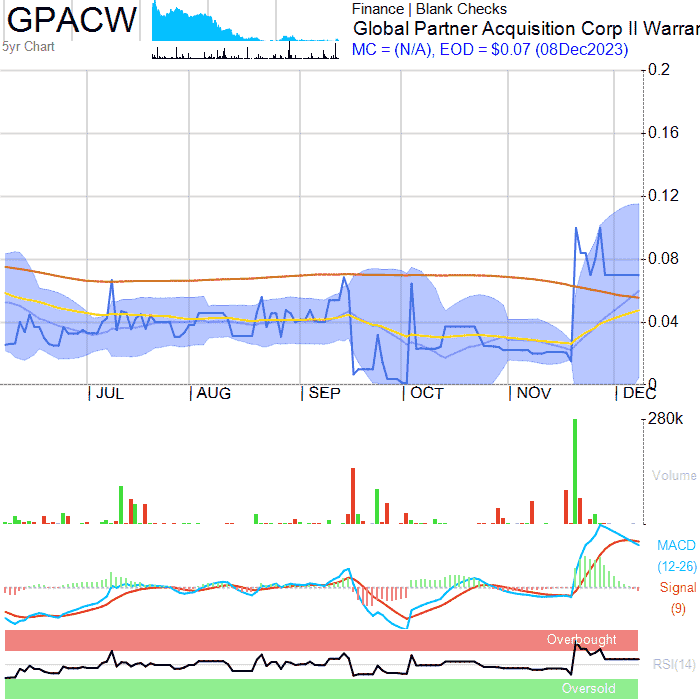 GPACW
5yr Chart
Finance | Blank Checks
Global Partner Acquisition Corp II Warran
MC = (N/A), EOD = $0.07 (08Dec2023)
0.2
0.16
0.12
0.08
0.04
0
JUL AUG SEP OCT NOV DEC
280k
Volume
MACD
(12-26)
Signal
(9)
Overbought
RSI(14)
Oversold